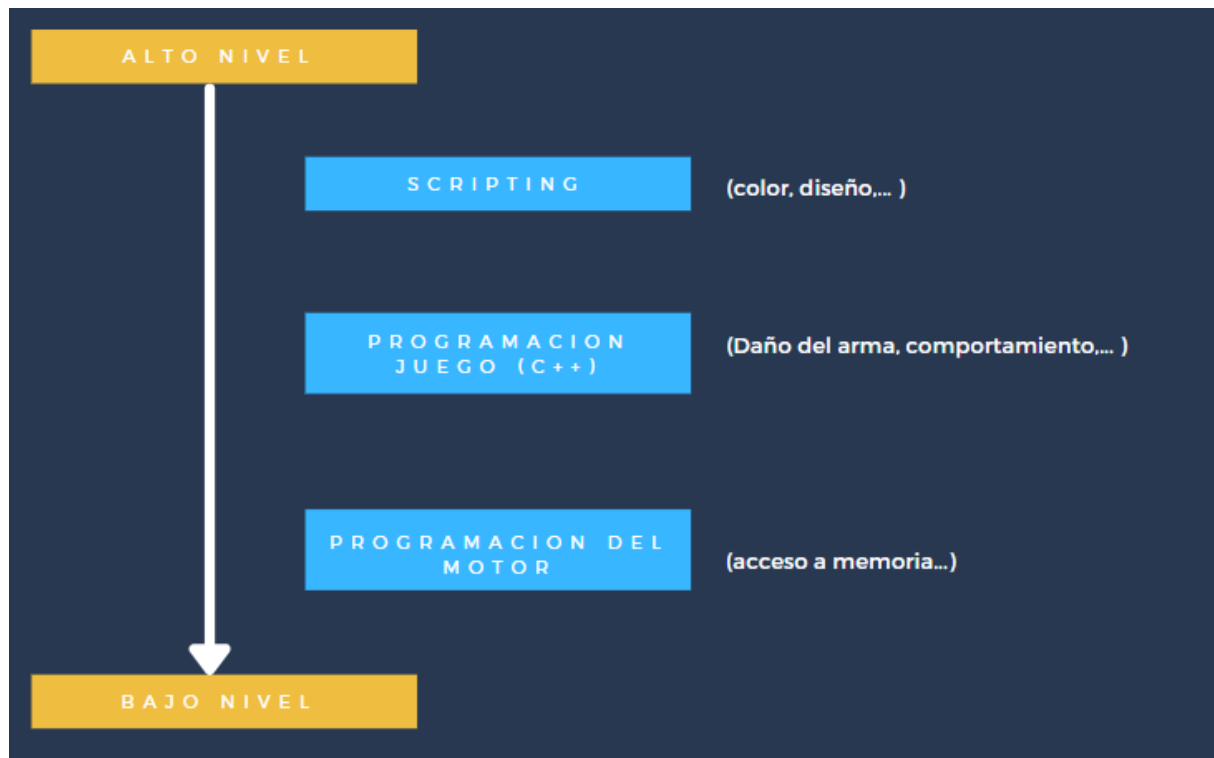 ALTO NIVEL
SCRIPTING
(color, diseño,... )
PROGRAMACION
JUEGO (C++)
(Daño del arma, comportamiento,... )
PROGRAMACION DEL
MOTOR
(acceso a memoria...)
BAJO NIVEL